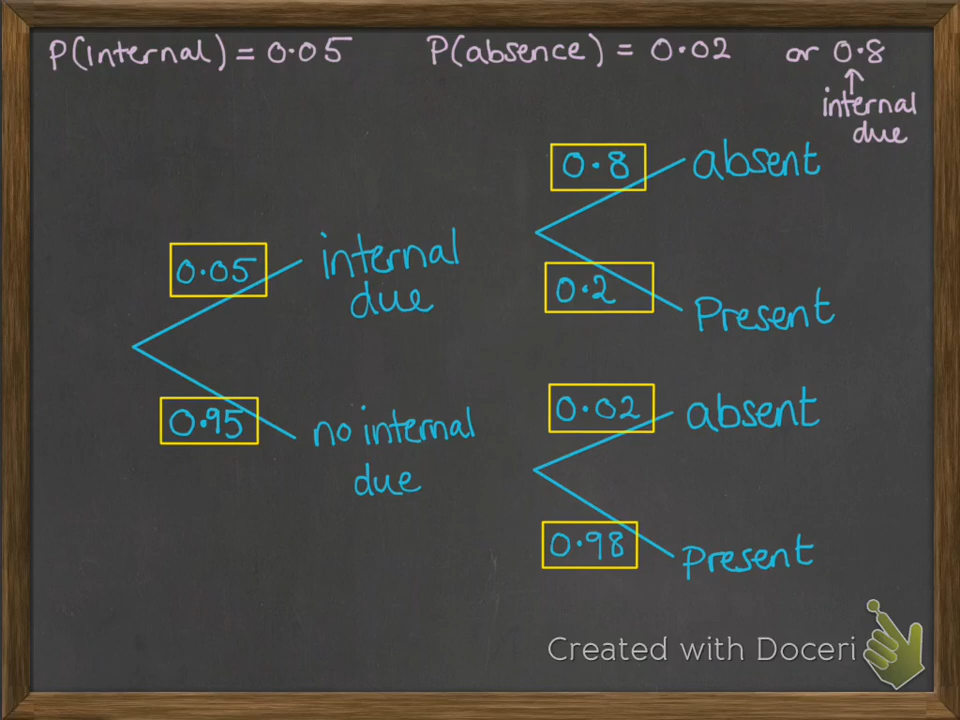 P(internal) = 0.05 P(absence) = 0.02 or 0.8
internal
due
0.8 absent
0.05 internal
due
0.2 Present
0.02 absent
0.95 no internal
due
0.98 Present
Created with Doceri